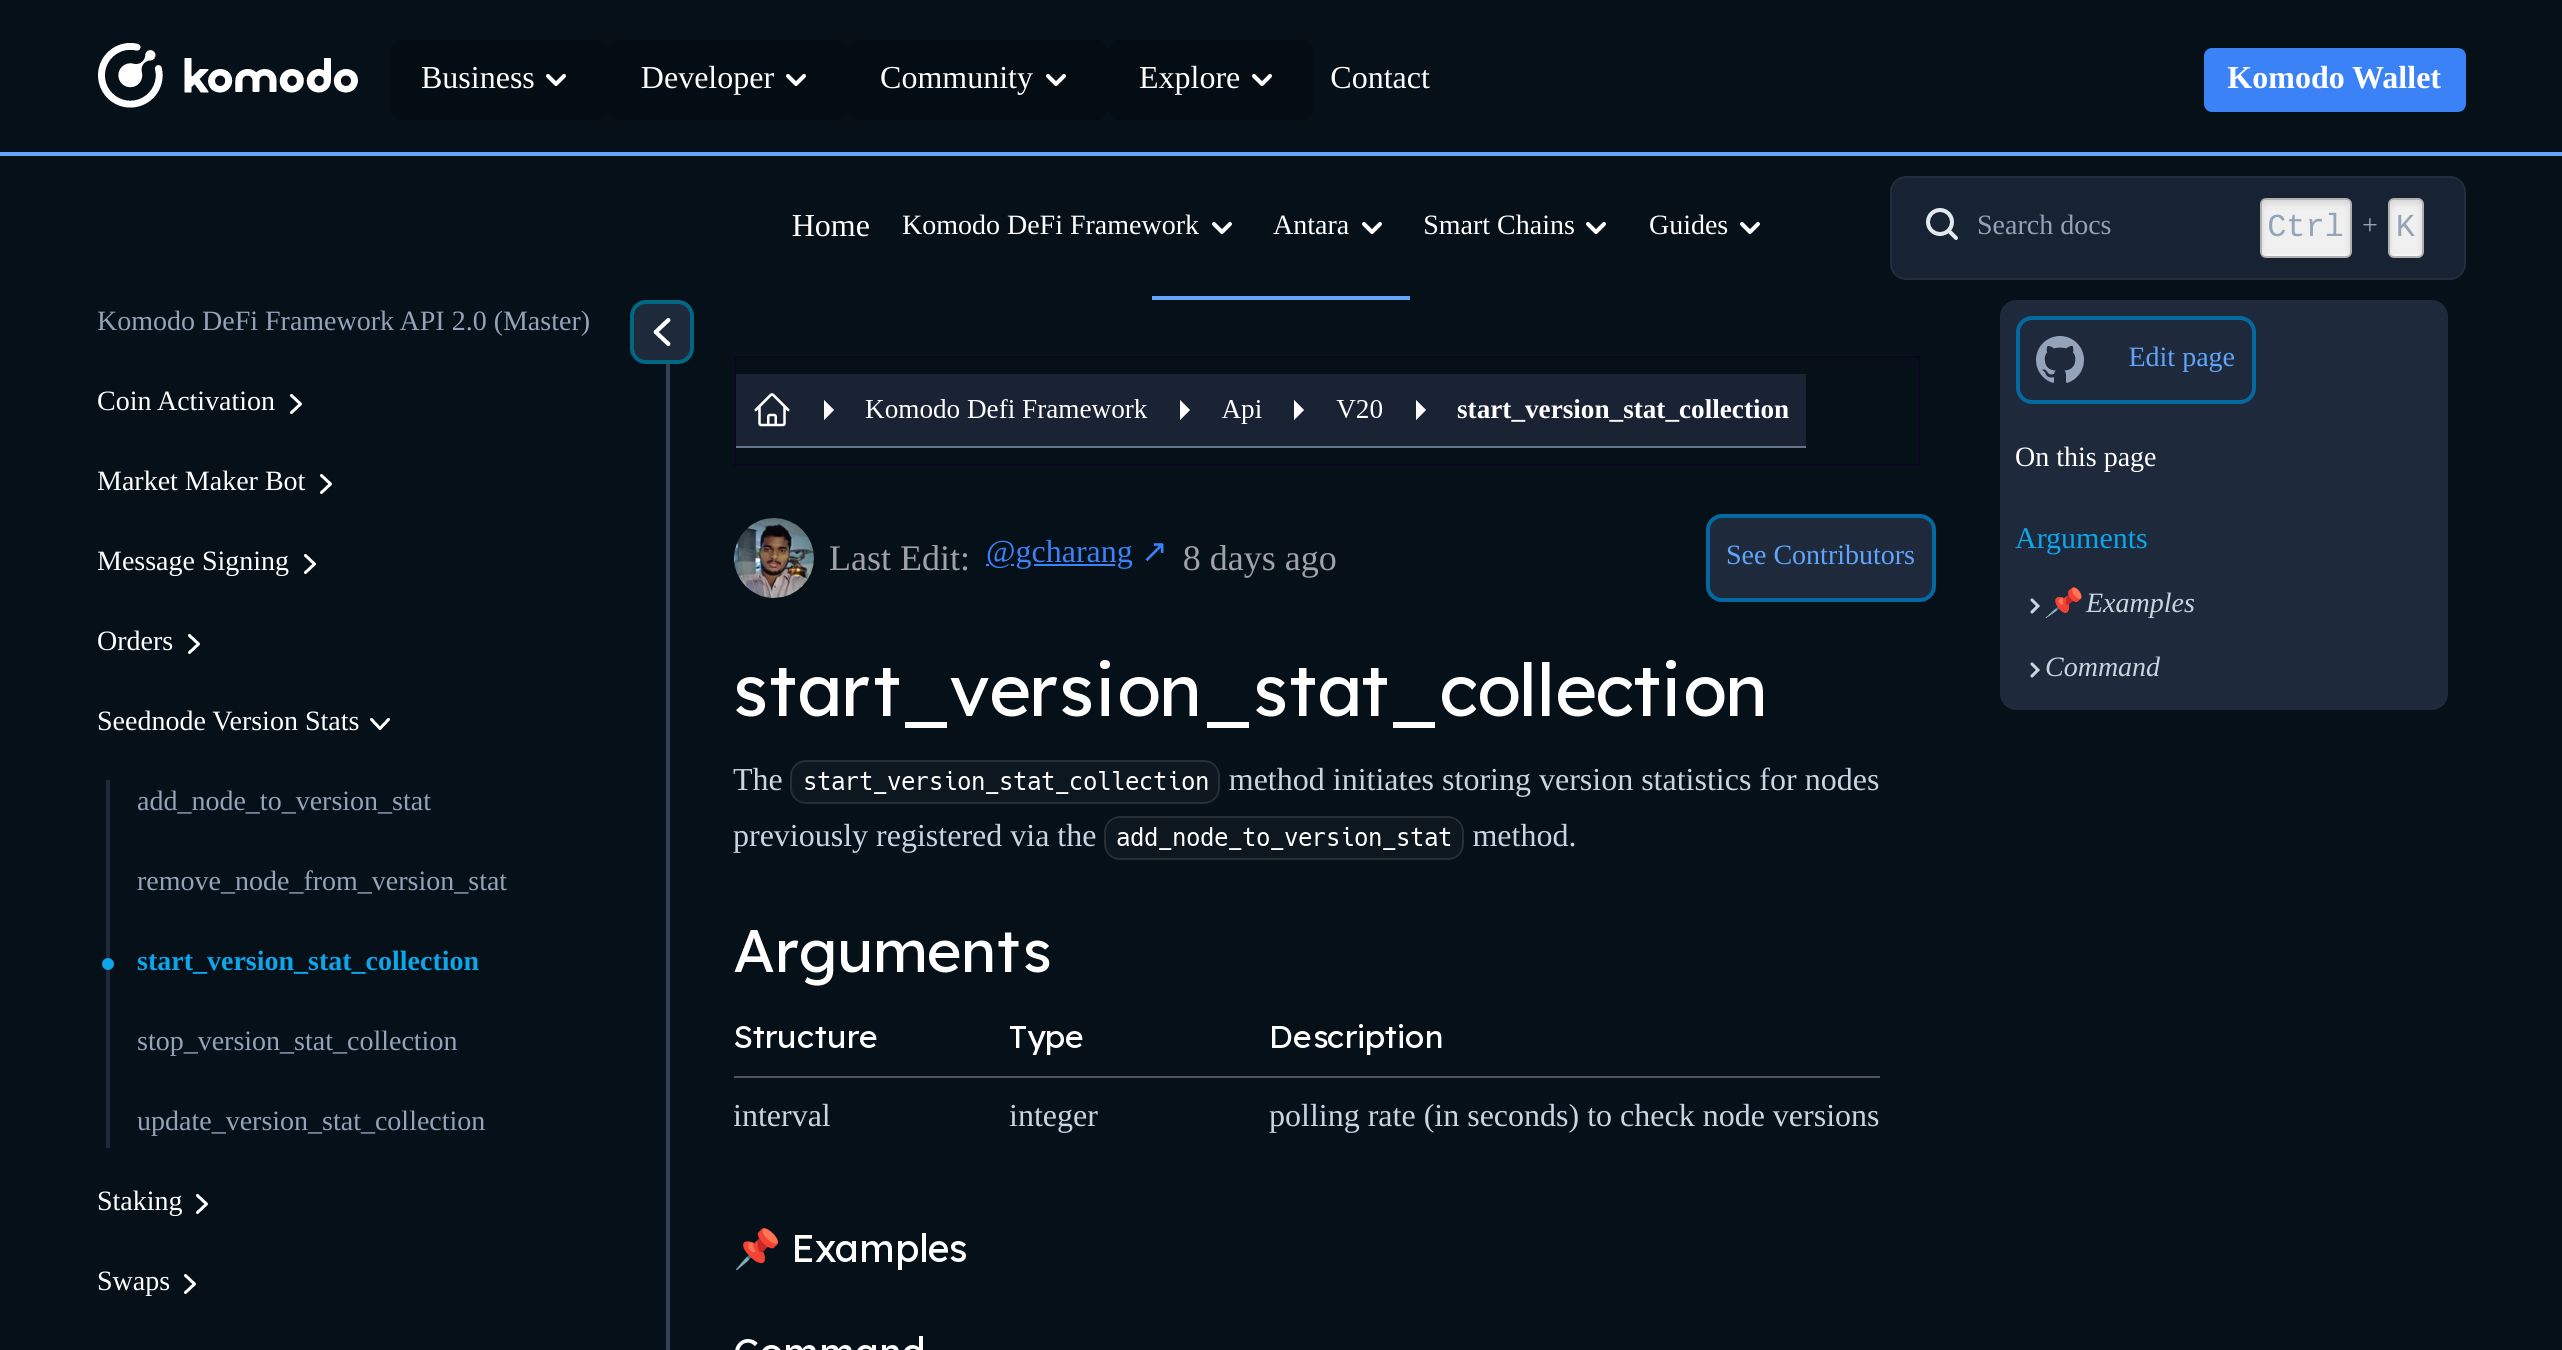 komodo
Business
Developer
Community
Explore
Contact
Komodo Wallet
Home
Komodo DeFi Framework
Antara
Smart Chains
Guides
Search docs
Ctrl + K
Komodo DeFi Framework API 2.0 (Master)
Coin Activation
Market Maker Bot
Message Signing
Orders
Seednode Version Stats
add_node_to_version_stat
remove_node_from_version_stat
start_version_stat_collection
stop_version_stat_collection
update_version_stat_collection
Staking
Swaps
Komodo Defi Framework
Api
V20
start_version_stat_collection
Last Edit: @gcharang 8 days ago
See Contributors
start_version_stat_collection
The start_version_stat_collection method initiates storing version statistics for nodes
previously registered via the add_node_to_version_stat method.
Arguments
Structure Type Description
interval integer polling rate (in seconds) to check node versions
📌 Examples
Command
Edit page
On this page
Arguments
📌 Examples
Command